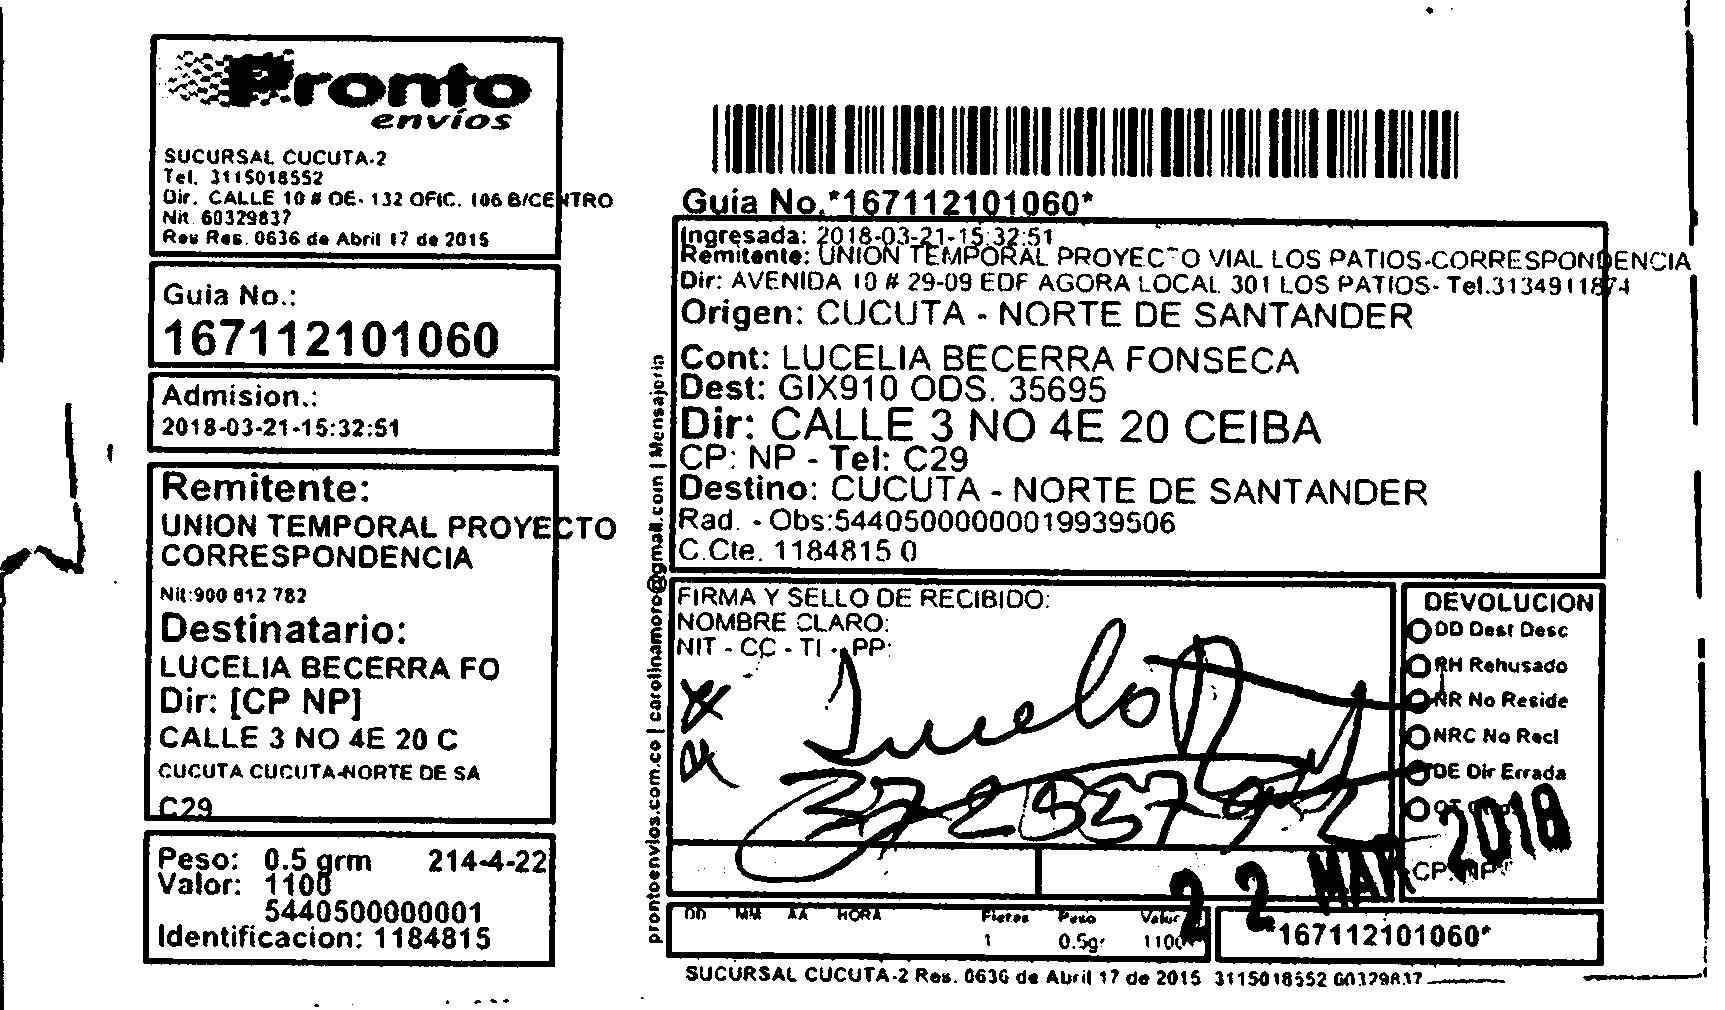 Pronto
envíos
SUCURSAL CUCUTA-2
Tel. 3115018552
Dir. CALLE 10 # OE- 132 OFIC. 106 B/CENTRO
Nit. 60329837
Res Res. 0636 de Abril 17 de 2015
Guia No.:
167112101060
Admision.:
2018-03-21-15:32:51
Remitente:
UNION TEMPORAL PROYECTO
CORRESPONDENCIA
Nit:900 812 782
Destinatario:
LUCELIA BECERRA FO
Dir: [CP NP]
CALLE 3 NO 4E 20 C
CUCUTA CUCUTA-NORTE DE SA
C29
Peso: 0.5 grm 214-4-22
Valor: 1100
5440500000001
Identificacion: 1184815
prontoenvios.com.co | carolinamoro@gmail.com | Mensajeria
Guia No.*167112101060*
Ingresada: 2018-03-21-15:32:51
Remitente: UNION TEMPORAL PROYECTO VIAL LOS PATIOS-CORRESPONDENCIA
Dir: AVENIDA 10 # 29-09 EDF AGORA LOCAL 301 LOS PATIOS- Tel.3134911874
Origen: CUCUTA - NORTE DE SANTANDER
Cont: LUCELIA BECERRA FONSECA
Dest: GIX910 ODS. 35695
Dir: CALLE 3 NO 4E 20 CEIBA
CP: NP - Tel: C29
Destino: CUCUTA - NORTE DE SANTANDER
Rad. - Obs:54405000000019939506
C.Cte. 1184815 0
FIRMA Y SELLO DE RECIBIDO:
NOMBRE CLARO:
NIT - CC - TI - PP:
DEVOLUCION
DD Dest Desc
RH Rehusado
NR No Reside
NRC No Recl
DE Dir Errada
CP: NP
22 MAR 2018
DD MM AA HORA Fletes Peso Valor
1 0.5gr 1100
*167112101060*
SUCURSAL CUCUTA-2 Res. 0636 de Abril 17 de 2015 3115018552 60329837